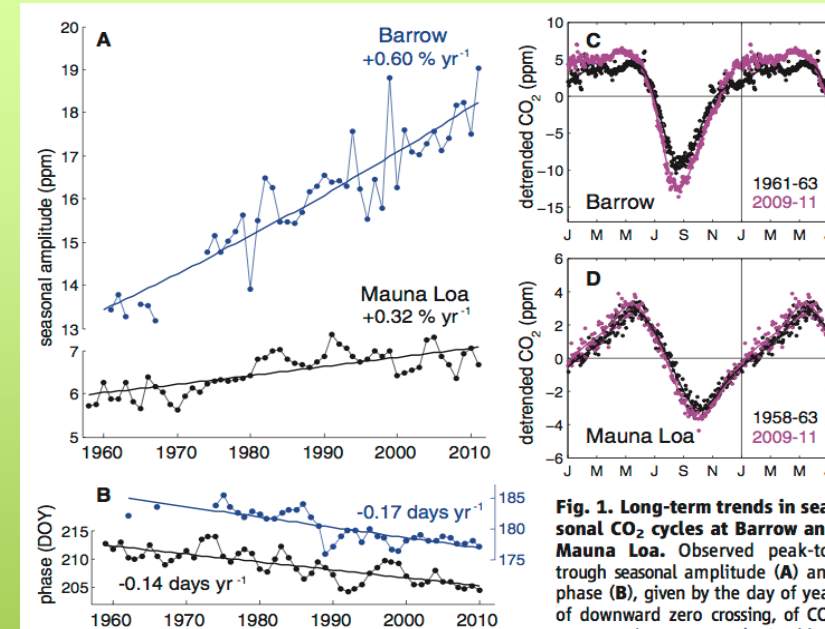 A
Barrow
+0.60 % yr⁻¹
seasonal amplitude (ppm)
20
19
18
17
16
15
14
13
Mauna Loa
+0.32 % yr⁻¹
7
6
5
1960 1970 1980 1990 2000 2010
B
-0.17 days yr⁻¹
185
180
175
phase (DOY)
215
210
205
-0.14 days yr⁻¹
1960 1970 1980 1990 2000 2010
C
detrended CO₂ (ppm)
10
5
0
−5
−10
−15
Barrow
1961-63
2009-11
J M M J S N J M M
D
detrended CO₂ (ppm)
6
4
2
0
−2
−4
−6
Mauna Loa
1958-63
2009-11
J M M J S N J M M
Fig. 1. Long-term trends in sea
sonal CO₂ cycles at Barrow an
Mauna Loa. Observed peak-to
trough seasonal amplitude (A) an
phase (B), given by the day of yea
of downward zero crossing, of CO